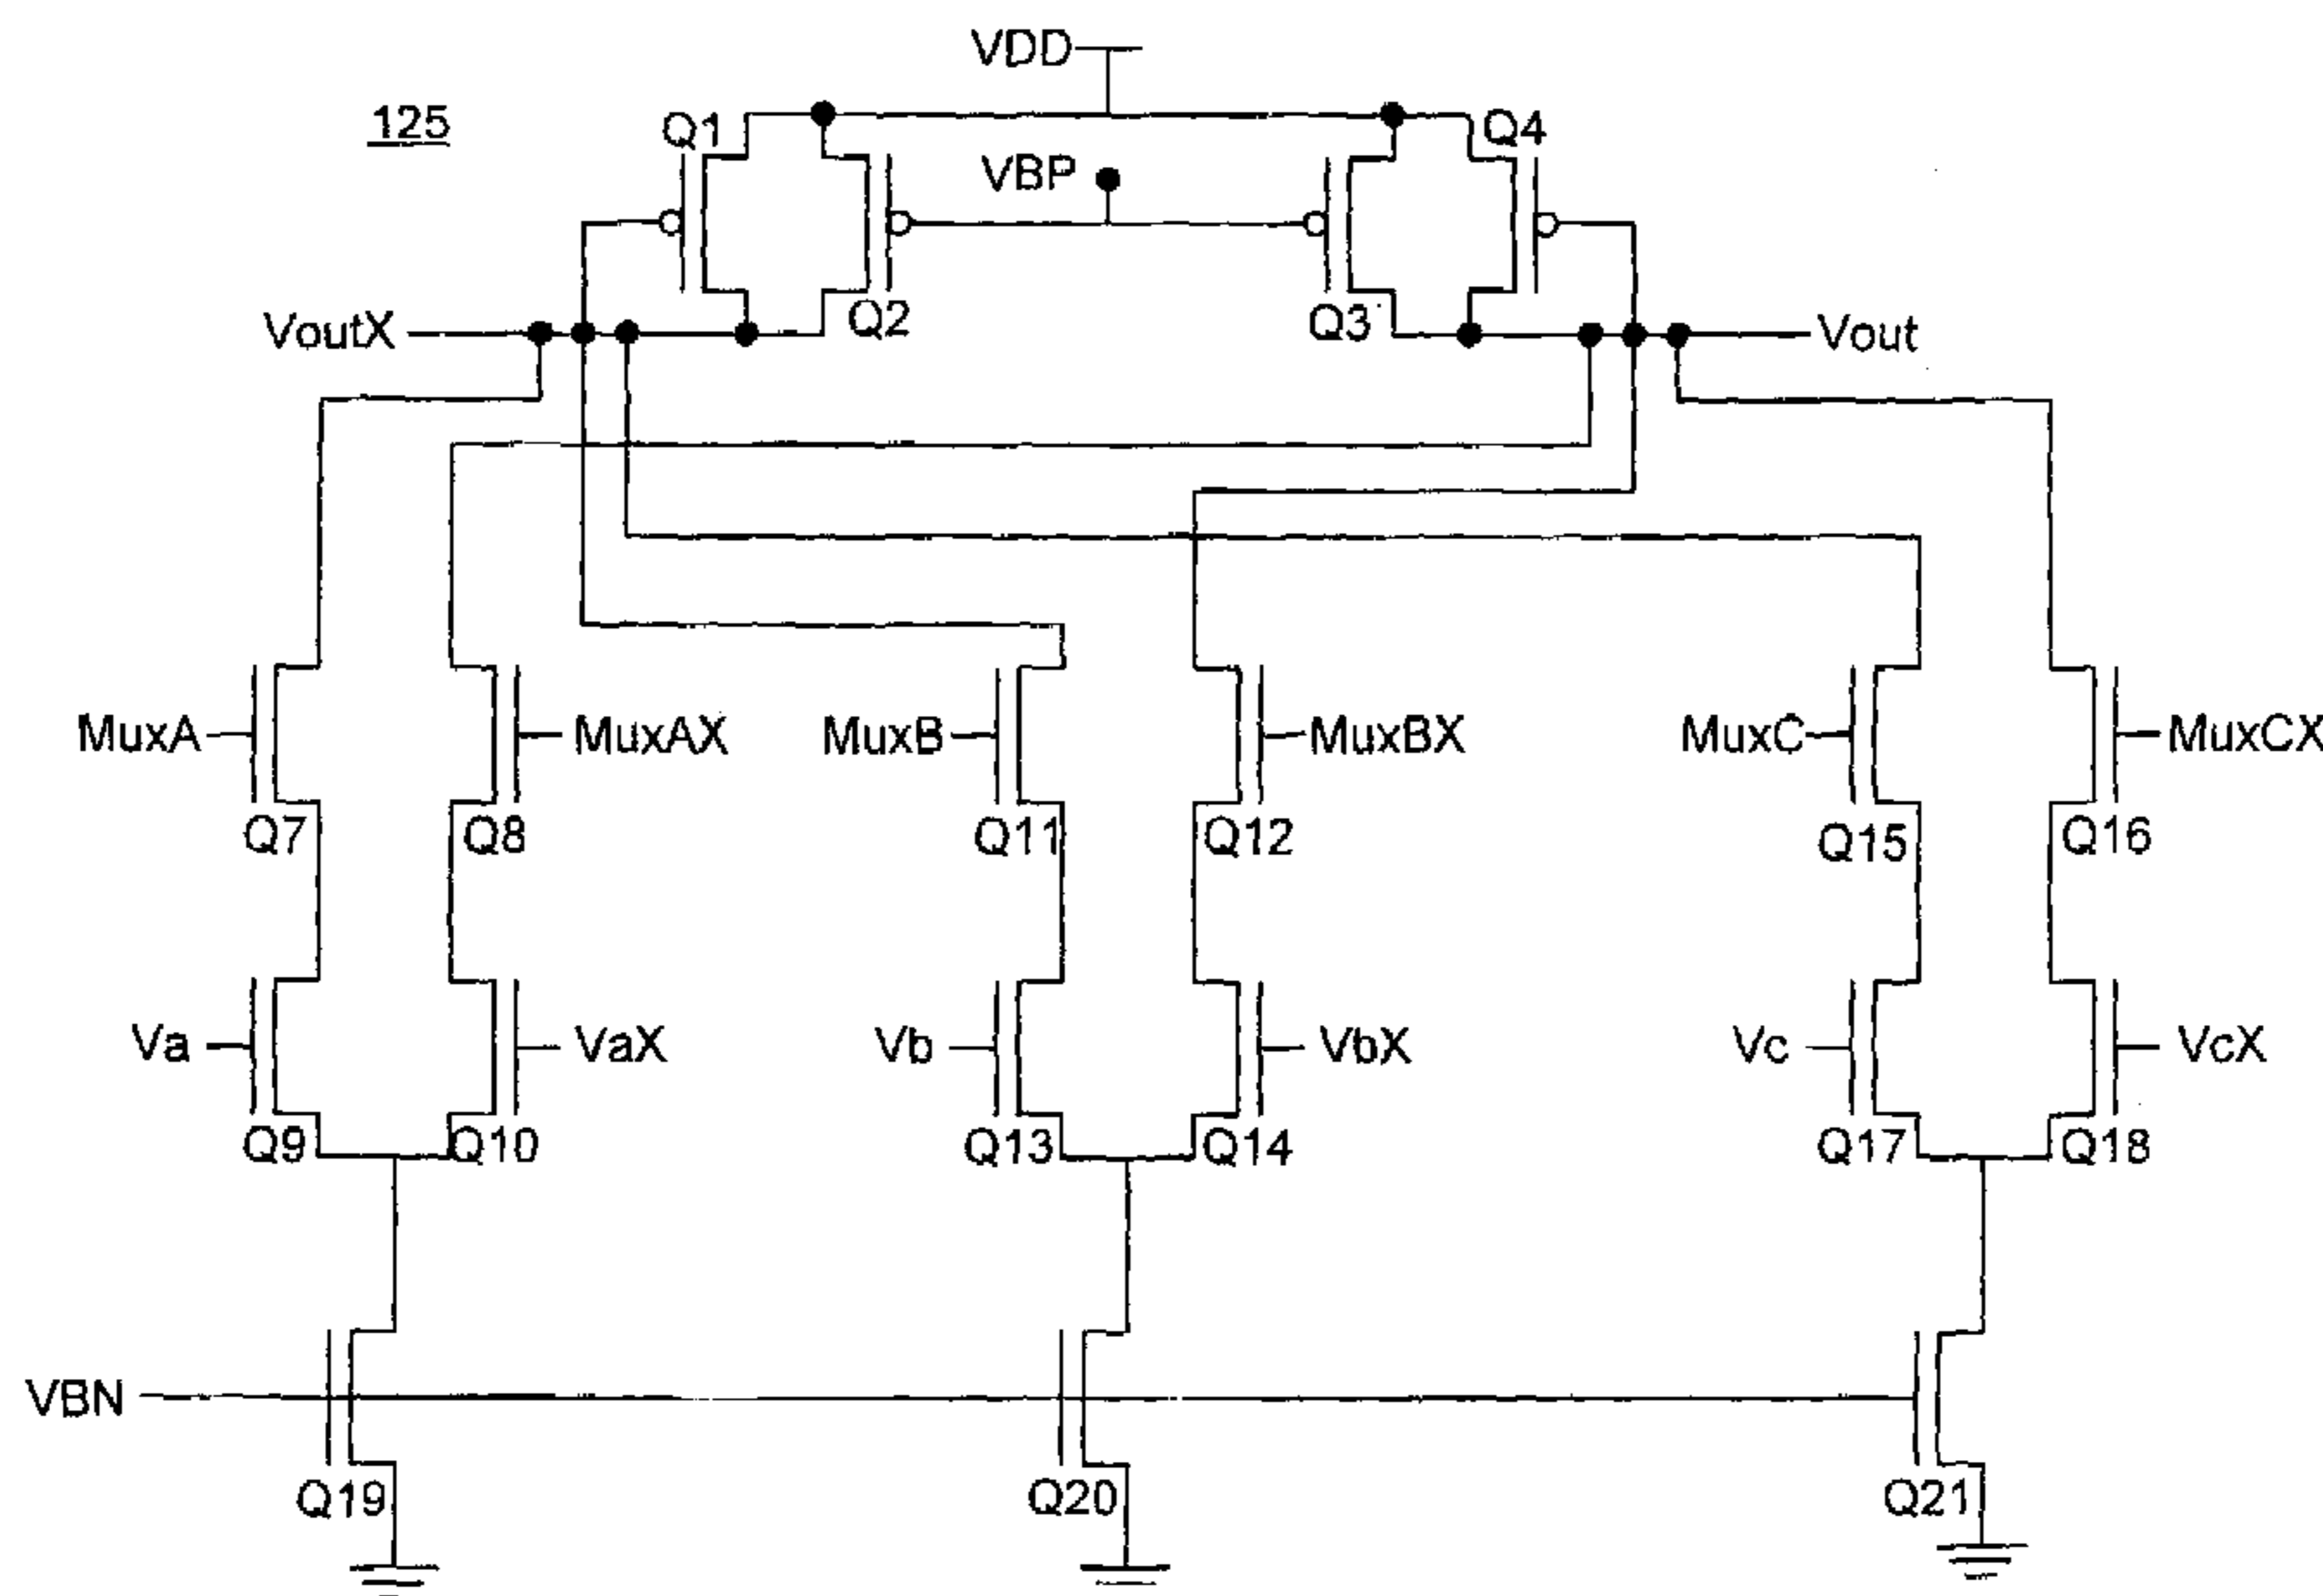 VDD
125
Q1
Q4
VBP
Q2
Q3
VoutX
Vout
MuxA
MuxAX
MuxB
MuxBX
MuxC
MuxCX
Q7
Q8
Q11
Q12
Q15
Q16
Va
VaX
Vb
VbX
Vc
VcX
Q9
Q10
Q13
Q14
Q17
Q18
VBN
Q19
Q20
Q21